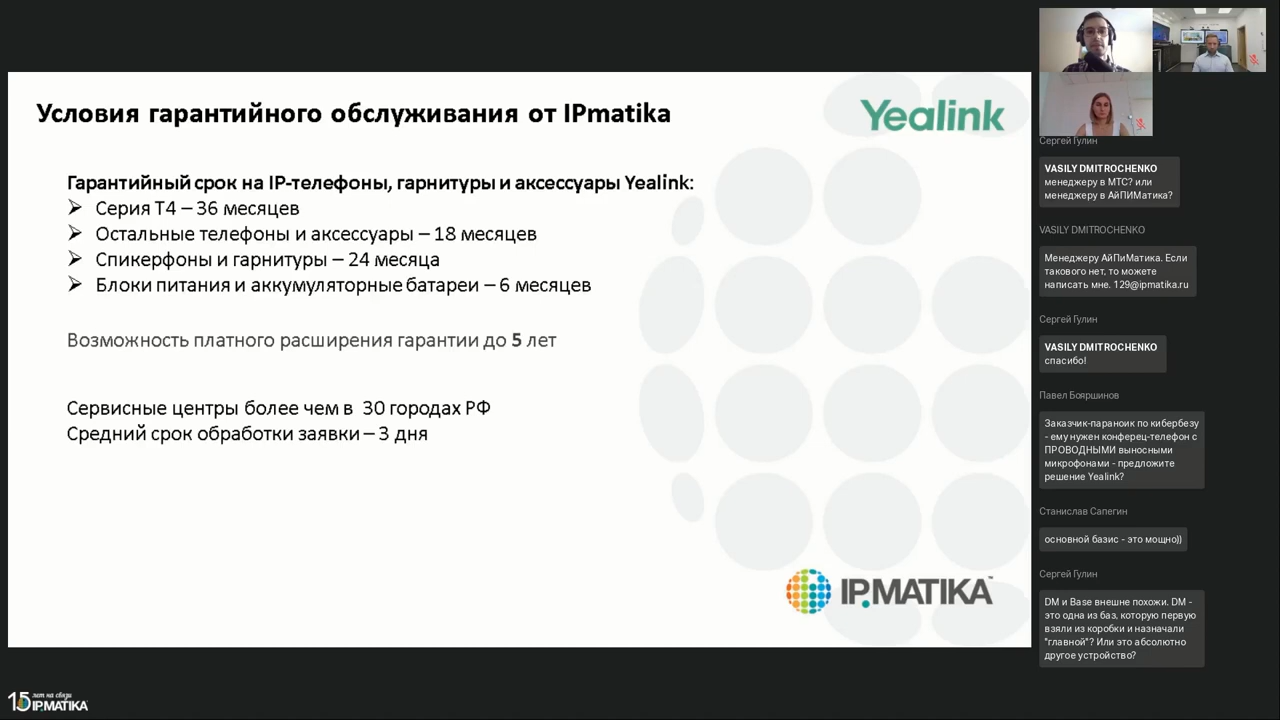 Условия гарантийного обслуживания от IPmatika
Yealink
Гарантийный срок на IP-телефоны, гарнитуры и аксессуары Yealink:
Серия T4 – 36 месяцев
Остальные телефоны и аксессуары – 18 месяцев
Спикерфоны и гарнитуры – 24 месяца
Блоки питания и аккумуляторные батареи – 6 месяцев
Возможность платного расширения гарантии до 5 лет
Сервисные центры более чем в 30 городах РФ
Средний срок обработки заявки – 3 дня
IPMATIKA™
15 лет на связи
IPMATIKA
Сергей Гулин
VASILY DMITROCHENKO
менеджеру в МТС? или
менеджеру в АйПИМатика?
VASILY DMITROCHENKO
Менеджеру АйПиМатика. Если
такового нет, то можете
написать мне. 129@ipmatika.ru
Сергей Гулин
VASILY DMITROCHENKO
спасибо!
Павел Бояршинов
Заказчик-параноик по кибербезу
- ему нужен конферец-телефон с
ПРОВОДНЫМИ выносными
микрофонами - предложите
решение Yealink?
Станислав Сапегин
основной базис - это мощно))
Сергей Гулин
DM и Base внешне похожи. DM -
это одна из баз, которую первую
взяли из коробки и назначали
"главной"? Или это абсолютно
другое устройство?